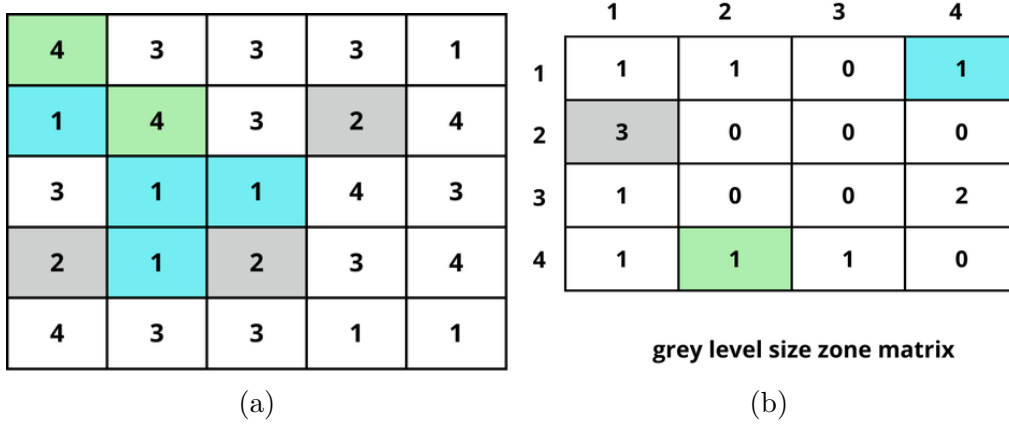 4 3 3 3 1
1 4 3 2 4
3 1 1 4 3
2 1 2 3 4
4 3 3 1 1
(a)
1 2 3 4
1 1 1 0 1
2 3 0 0 0
3 1 0 0 2
4 1 1 1 0
grey level size zone matrix
(b)